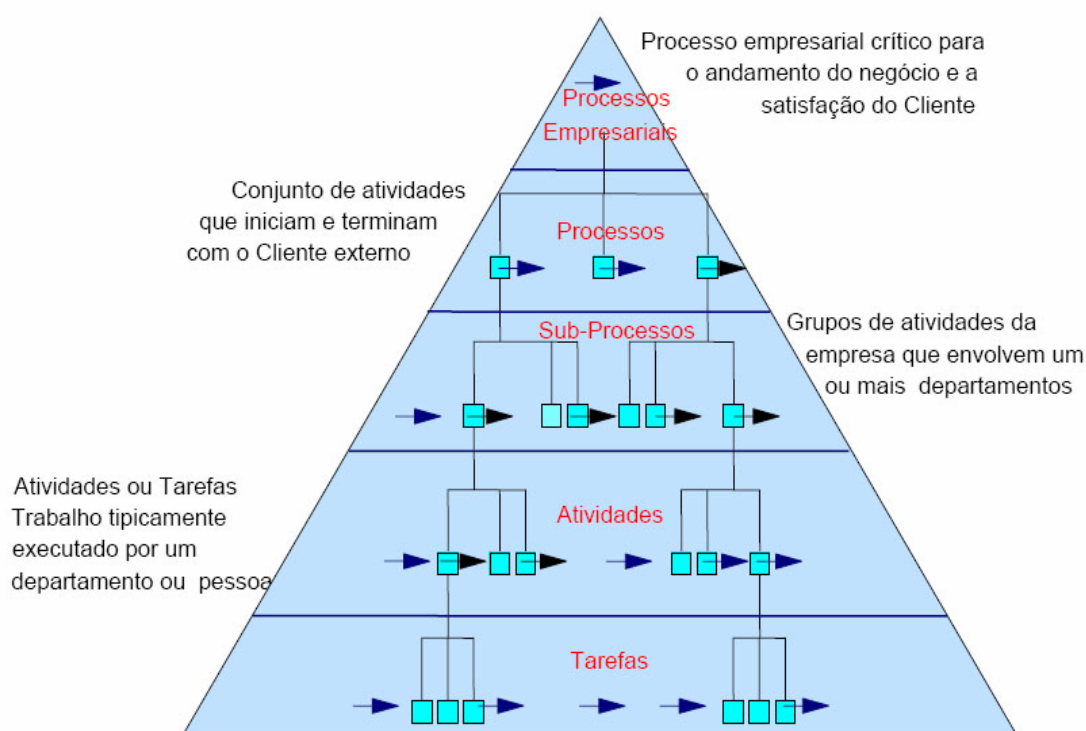 Processo empresarial crítico para
o andamento do negócio e a
satisfação do Cliente
Processos
Empresariais
Conjunto de atividades
que iniciam e terminam
com o Cliente externo
Processos
Sub-Processos
Grupos de atividades da
empresa que envolvem um
ou mais departamentos
Atividades ou Tarefas
Trabalho tipicamente
executado por um
departamento ou pessoa
Atividades
Tarefas